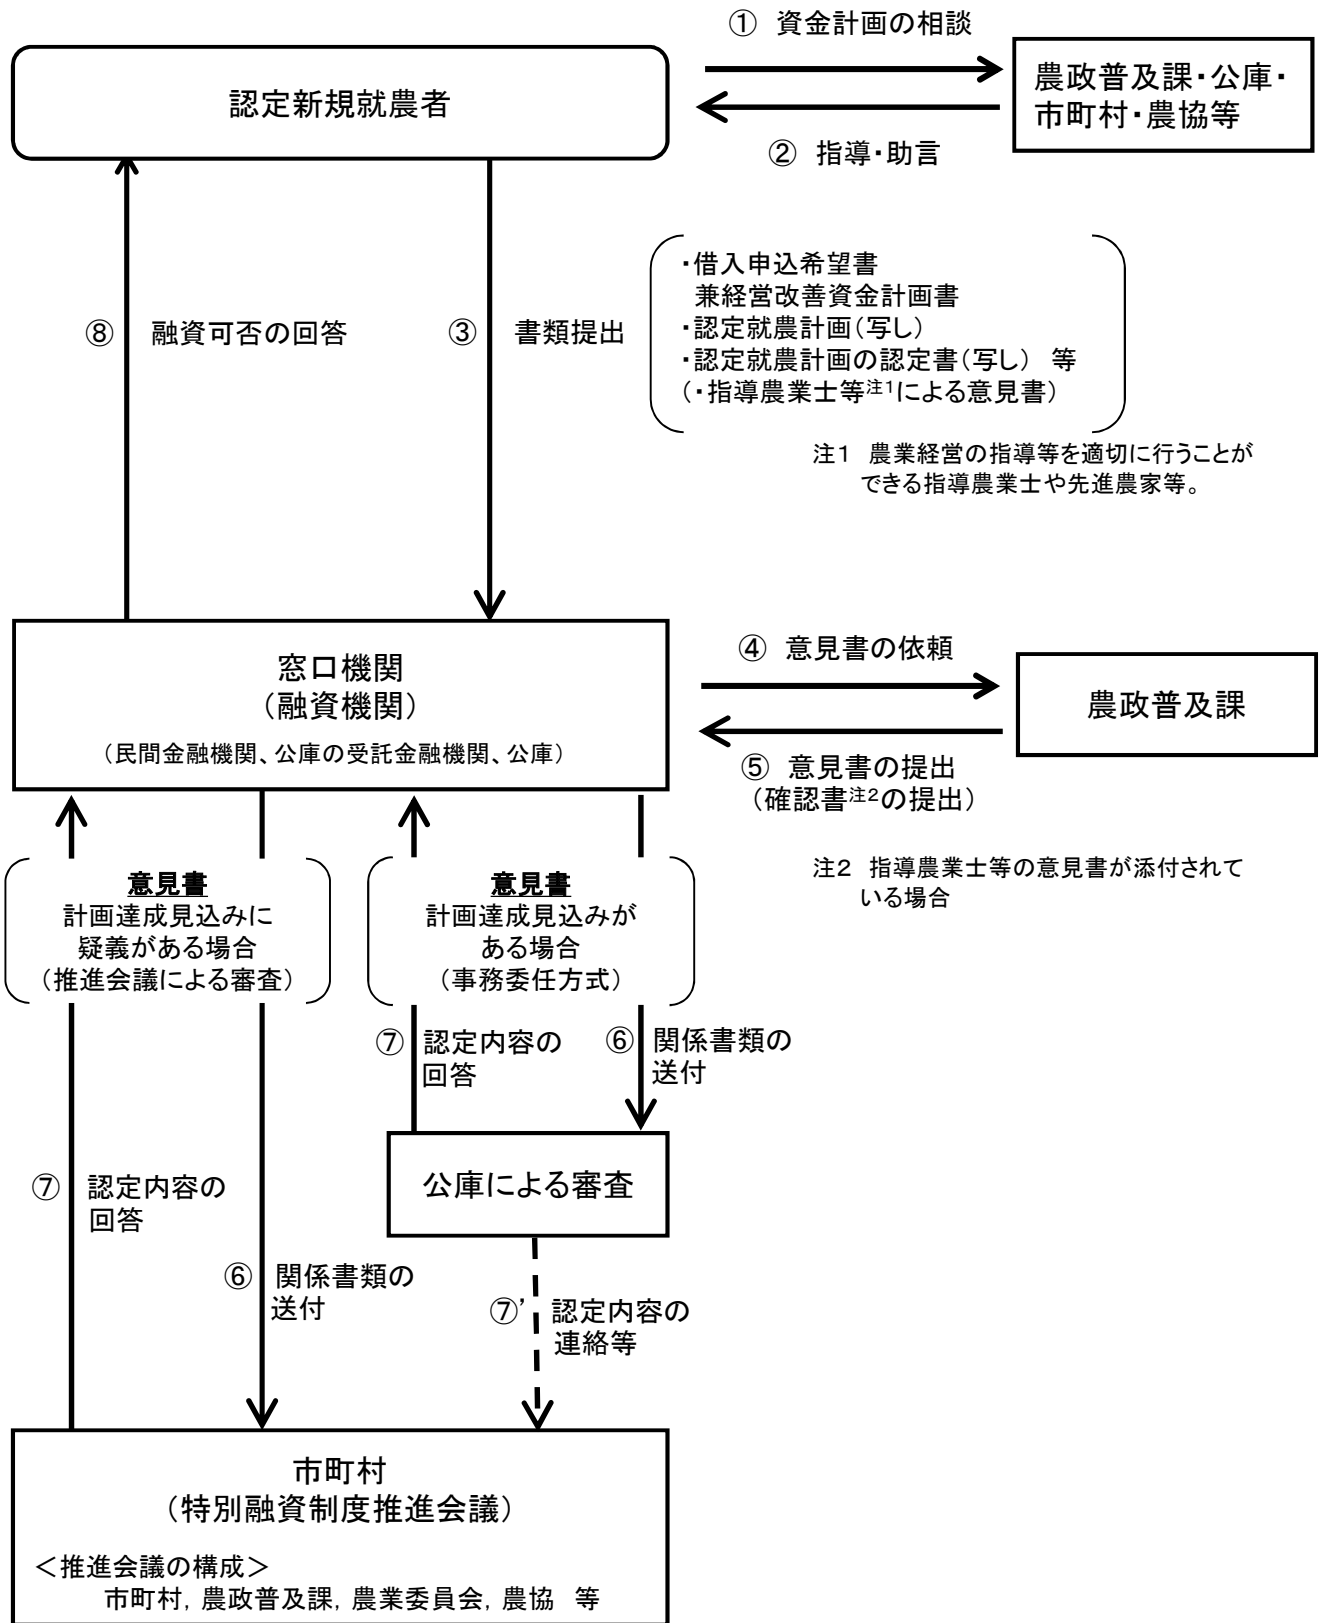 ① 資金計画の相談
認定新規就農者
農政普及課・公庫・
市町村・農協等
② 指導・助言
・借入申込希望書
兼経営改善資金計画書
・認定就農計画（写し）
・認定就農計画の認定書（写し） 等
（・指導農業士等注1による意見書）
⑧ 融資可否の回答
③ 書類提出
注１ 農業経営の指導等を適切に行うことが
できる指導農業士や先進農家等。
窓口機関
（融資機関）
（民間金融機関、公庫の受託金融機関、公庫）
④ 意見書の依頼
農政普及課
⑤ 意見書の提出
（確認書注2の提出）
注２ 指導農業士等の意見書が添付されて
いる場合
意見書
計画達成見込みに
疑義がある場合
（推進会議による審査）
意見書
計画達成見込みが
ある場合
（事務委任方式）
⑦ 認定内容の
回答
⑥ 関係書類の
送付
公庫による審査
⑦ 認定内容の
回答
⑥ 関係書類の
送付
⑦’ 認定内容の
連絡等
市町村
（特別融資制度推進会議）
＜推進会議の構成＞
市町村，農政普及課，農業委員会，農協 等